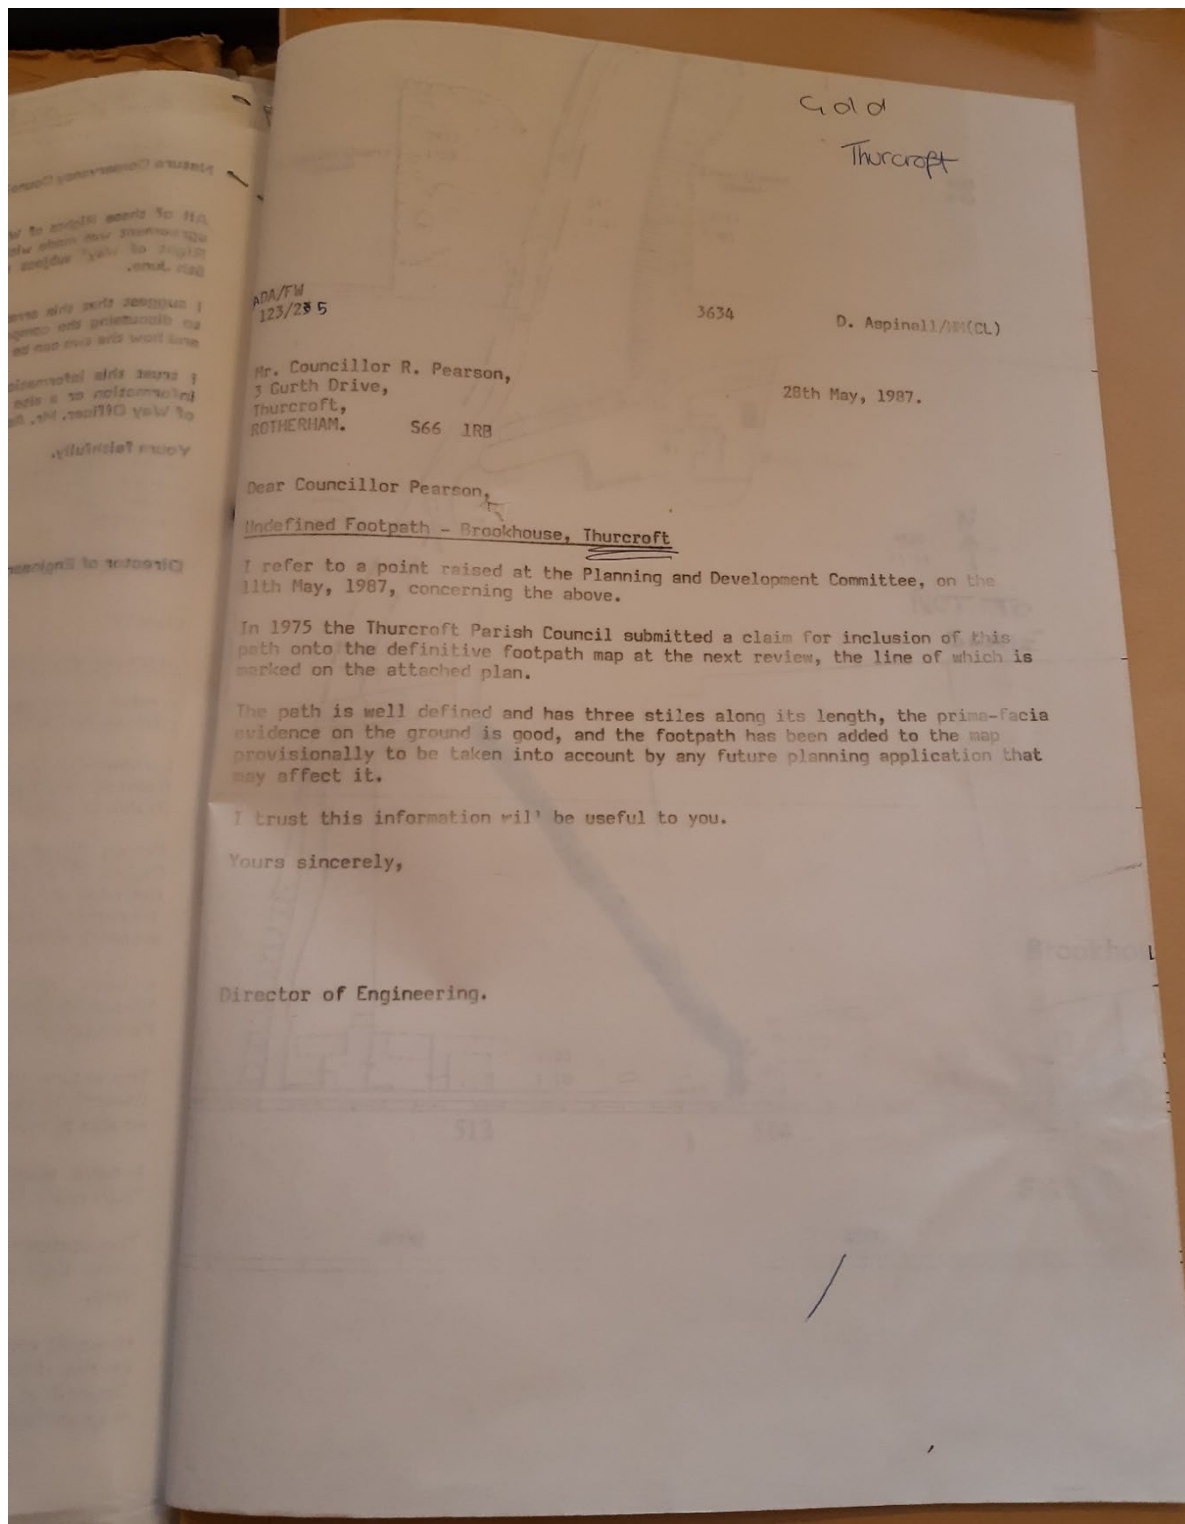 Gold
Thurcroft
ADA/FW
123/235
3634
D. Aspinall/ (CL)
Mr. Councillor R. Pearson,
3 Gurth Drive,
Thurcroft,
ROTHERHAM. S66 1RB
28th May, 1987.
Dear Councillor Pearson,
Undefined Footpath - Brookhouse, Thurcroft
I refer to a point raised at the Planning and Development Committee, on the
11th May, 1987, concerning the above.
In 1975 the Thurcroft Parish Council submitted a claim for inclusion of this
path onto the definitive footpath map at the next review, the line of which is
marked on the attached plan.
The path is well defined and has three stiles along its length, the prima-facia
evidence on the ground is good, and the footpath has been added to the map
provisionally to be taken into account by any future planning application that
may affect it.
I trust this information will be useful to you.
Yours sincerely,
Director of Engineering.